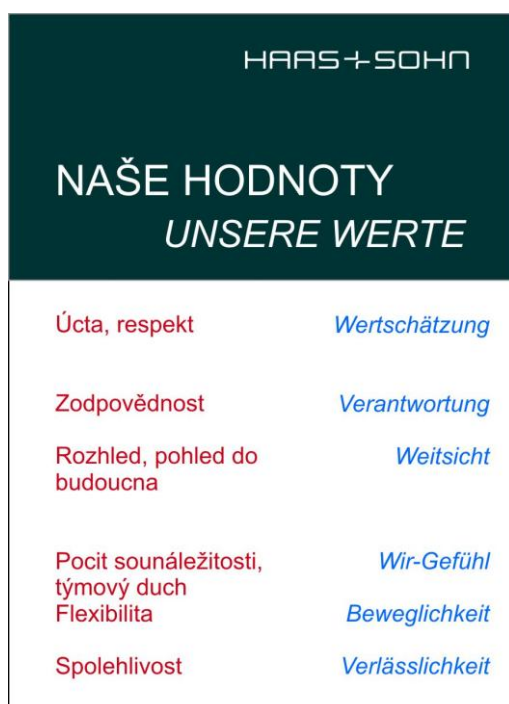 HAAS+SOHN
NAŠE HODNOTY
UNSERE WERTE
Úcta, respekt Wertschätzung
Zodpovědnost Verantwortung
Rozhled, pohled do Weitsicht
budoucna
Pocit sounáležitosti, Wir-Gefühl
týmový duch
Flexibilita Beweglichkeit
Spolehlivost Verlässlichkeit